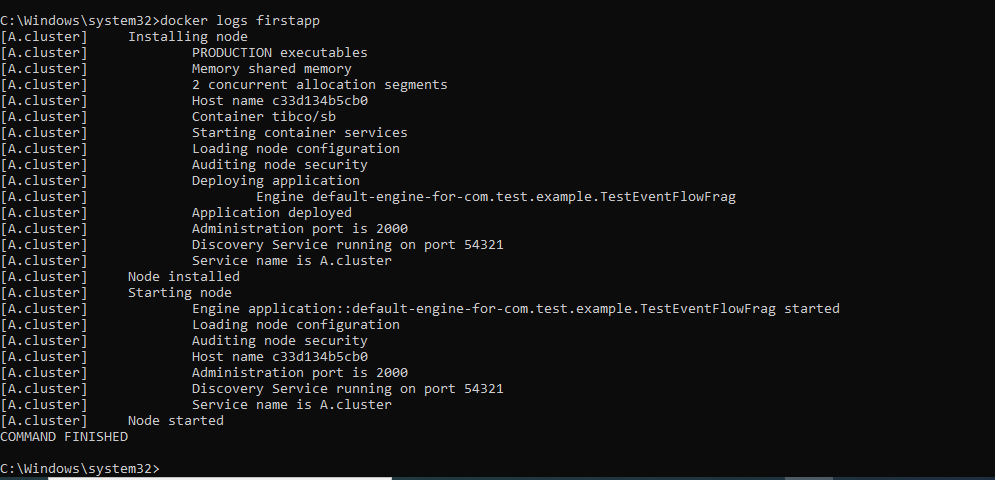 C:\Windows\system32>docker logs firstapp
[A.cluster]     Installing node
[A.cluster]             PRODUCTION executables
[A.cluster]             Memory shared memory
[A.cluster]             2 concurrent allocation segments
[A.cluster]             Host name c33d134b5cb0
[A.cluster]             Container tibco/sb
[A.cluster]             Starting container services
[A.cluster]             Loading node configuration
[A.cluster]             Auditing node security
[A.cluster]             Deploying application
[A.cluster]                     Engine default-engine-for-com.test.example.TestEventFlowFrag
[A.cluster]             Application deployed
[A.cluster]             Administration port is 2000
[A.cluster]             Discovery Service running on port 54321
[A.cluster]             Service name is A.cluster
[A.cluster]     Node installed
[A.cluster]     Starting node
[A.cluster]             Engine application::default-engine-for-com.test.example.TestEventFlowFrag started
[A.cluster]             Loading node configuration
[A.cluster]             Auditing node security
[A.cluster]             Host name c33d134b5cb0
[A.cluster]             Administration port is 2000
[A.cluster]             Discovery Service running on port 54321
[A.cluster]             Service name is A.cluster
[A.cluster]     Node started
COMMAND FINISHED
C:\Windows\system32>